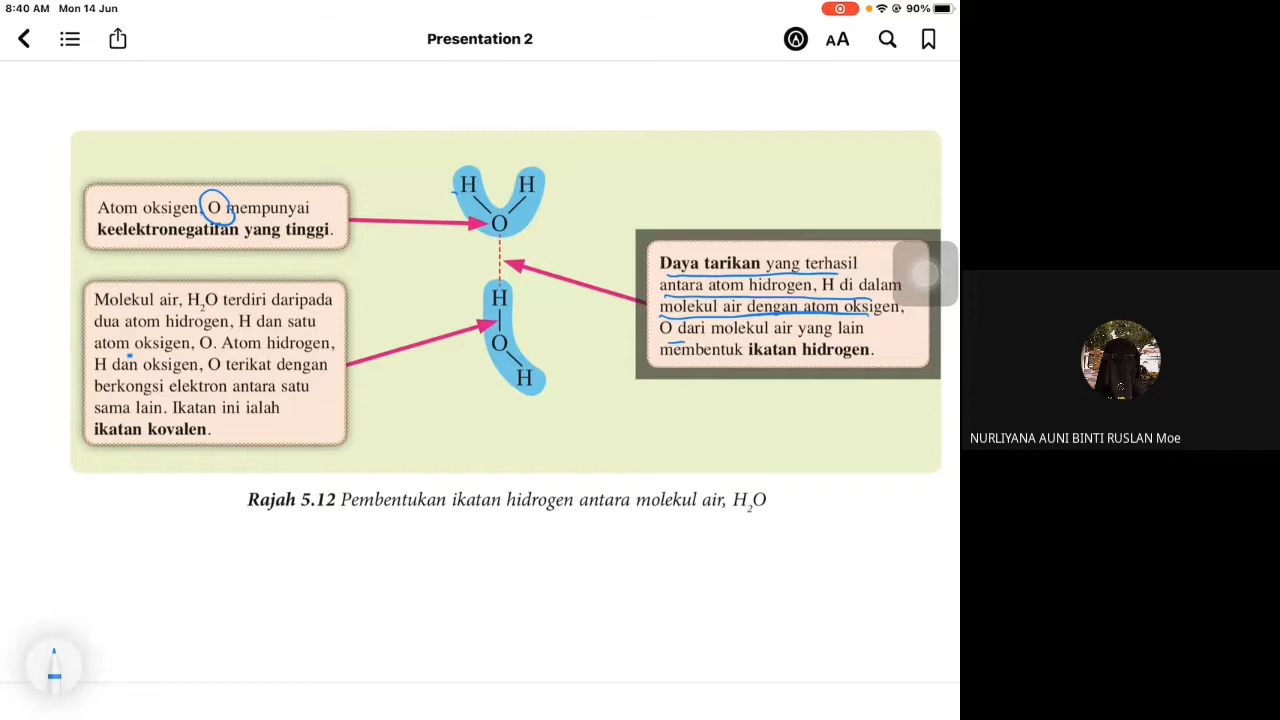 8:40 AM Mon 14 Jun
90%
Presentation 2
AA
Atom oksigen, O mempunyai
keelektronegatifan yang tinggi.
Molekul air, H₂O terdiri daripada
dua atom hidrogen, H dan satu
atom oksigen, O. Atom hidrogen,
H dan oksigen, O terikat dengan
berkongsi elektron antara satu
sama lain. Ikatan ini ialah
ikatan kovalen.
H H
O
H
O
H
Daya tarikan yang terhasil
antara atom hidrogen, H di dalam
molekul air dengan atom oksigen,
O dari molekul air yang lain
membentuk ikatan hidrogen.
Rajah 5.12 Pembentukan ikatan hidrogen antara molekul air, H₂O
NURLIYANA AUNI BINTI RUSLAN Moe